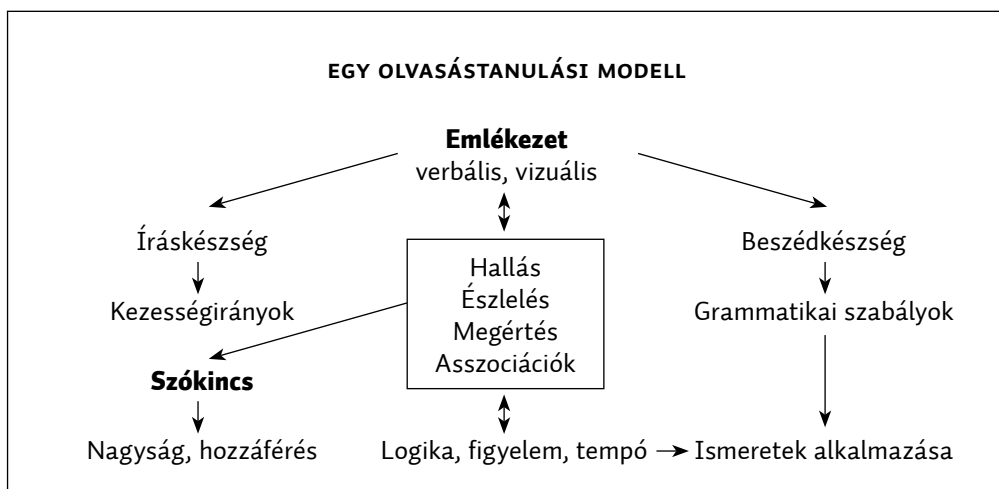 EGY OLVASÁSTANULÁSI MODELL
Emlékezet
verbális, vizuális
Íráskészség
Beszédkészség
Hallás
Észlelés
Megértés
Asszociációk
Kezességirányok
Grammatikai szabályok
Szókincs
Nagyság, hozzáférés
Logika, figyelem, tempó
Ismeretek alkalmazása